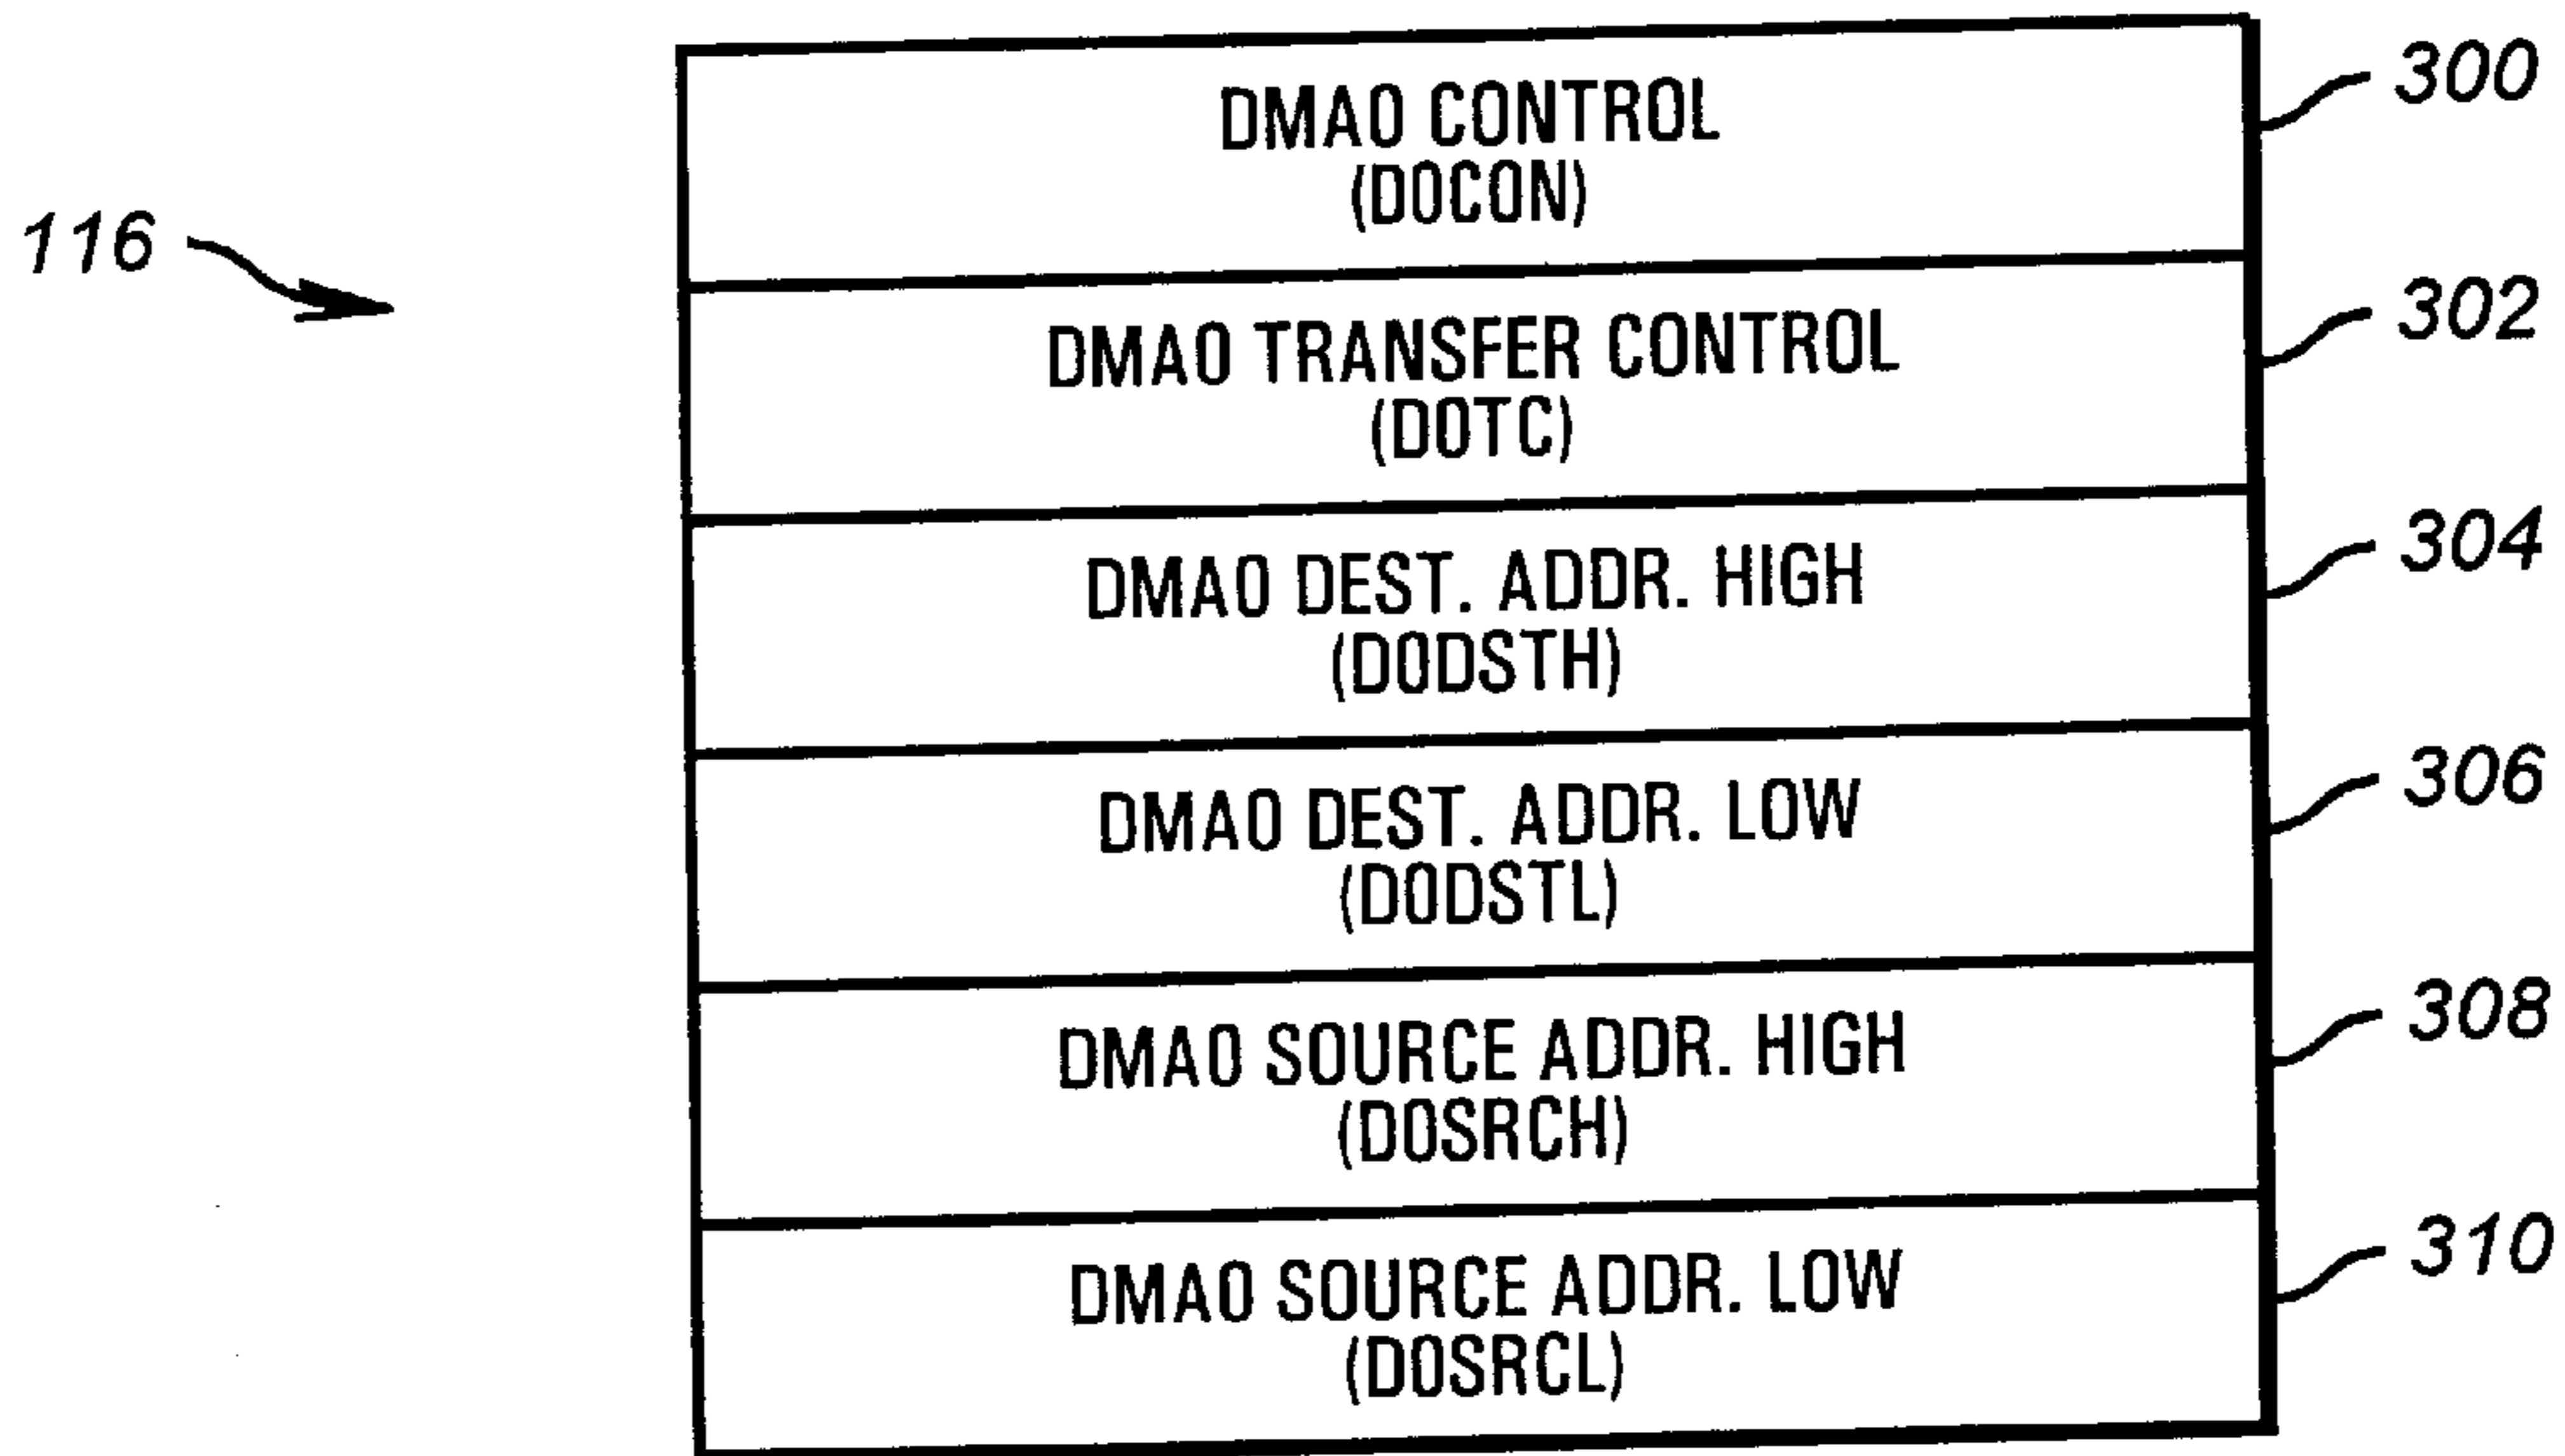 DMA0 CONTROL
(D0CON)
300
116
DMA0 TRANSFER CONTROL
(D0TC)
302
DMA0 DEST. ADDR. HIGH
(D0DSTH)
304
DMA0 DEST. ADDR. LOW
(D0DSTL)
306
DMA0 SOURCE ADDR. HIGH
(D0SRCH)
308
DMA0 SOURCE ADDR. LOW
(D0SRCL)
310